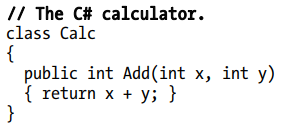 // The C# calculator.
class Calc
{
  public int Add(int x, int y)
  { return x + y; }
}